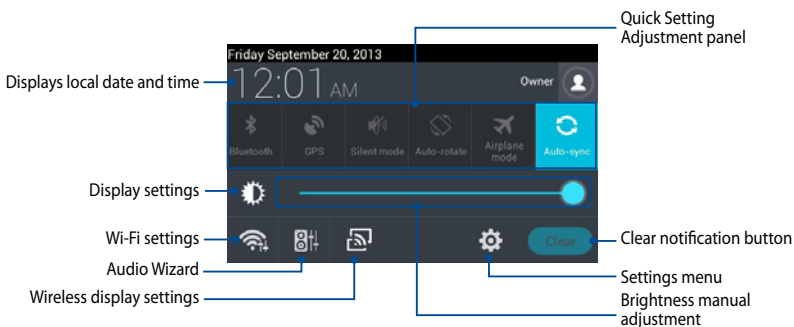 Quick Setting
Adjustment panel
Friday September 20, 2013
Displays local date and time
12:01 AM
Owner
Bluetooth
GPS
Silent mode
Auto-rotate
Airplane
mode
Auto-sync
Display settings
Wi-Fi settings
Clear
Clear notification button
Audio Wizard
Settings menu
Wireless display settings
Brightness manual
adjustment